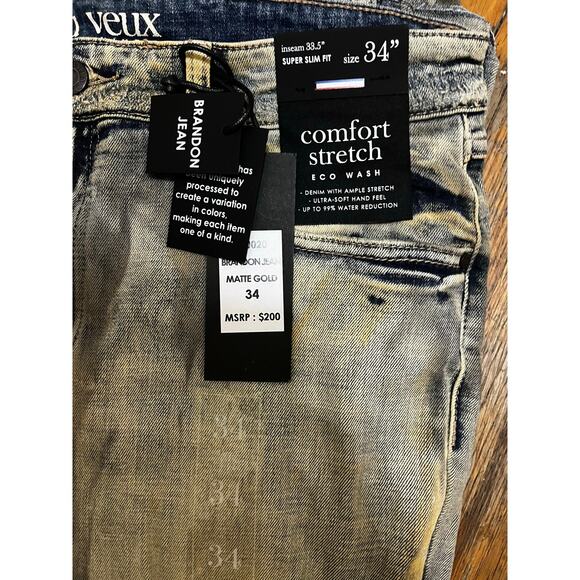 veux
inseam 33.5" size 34"
SUPER SLIM FIT
comfort
stretch
ECO WASH
- DENIM WITH AMPLE STRETCH
- ULTRA-SOFT HAND FEEL
- UP TO 99% WATER REDUCTION
BRANDON
JEAN
has
been uniquely
processed to
create a variation
in colors,
making each item
one of a kind.
2020
BRANDON JEAN
MATTE GOLD
34
MSRP : $200
34
34
34